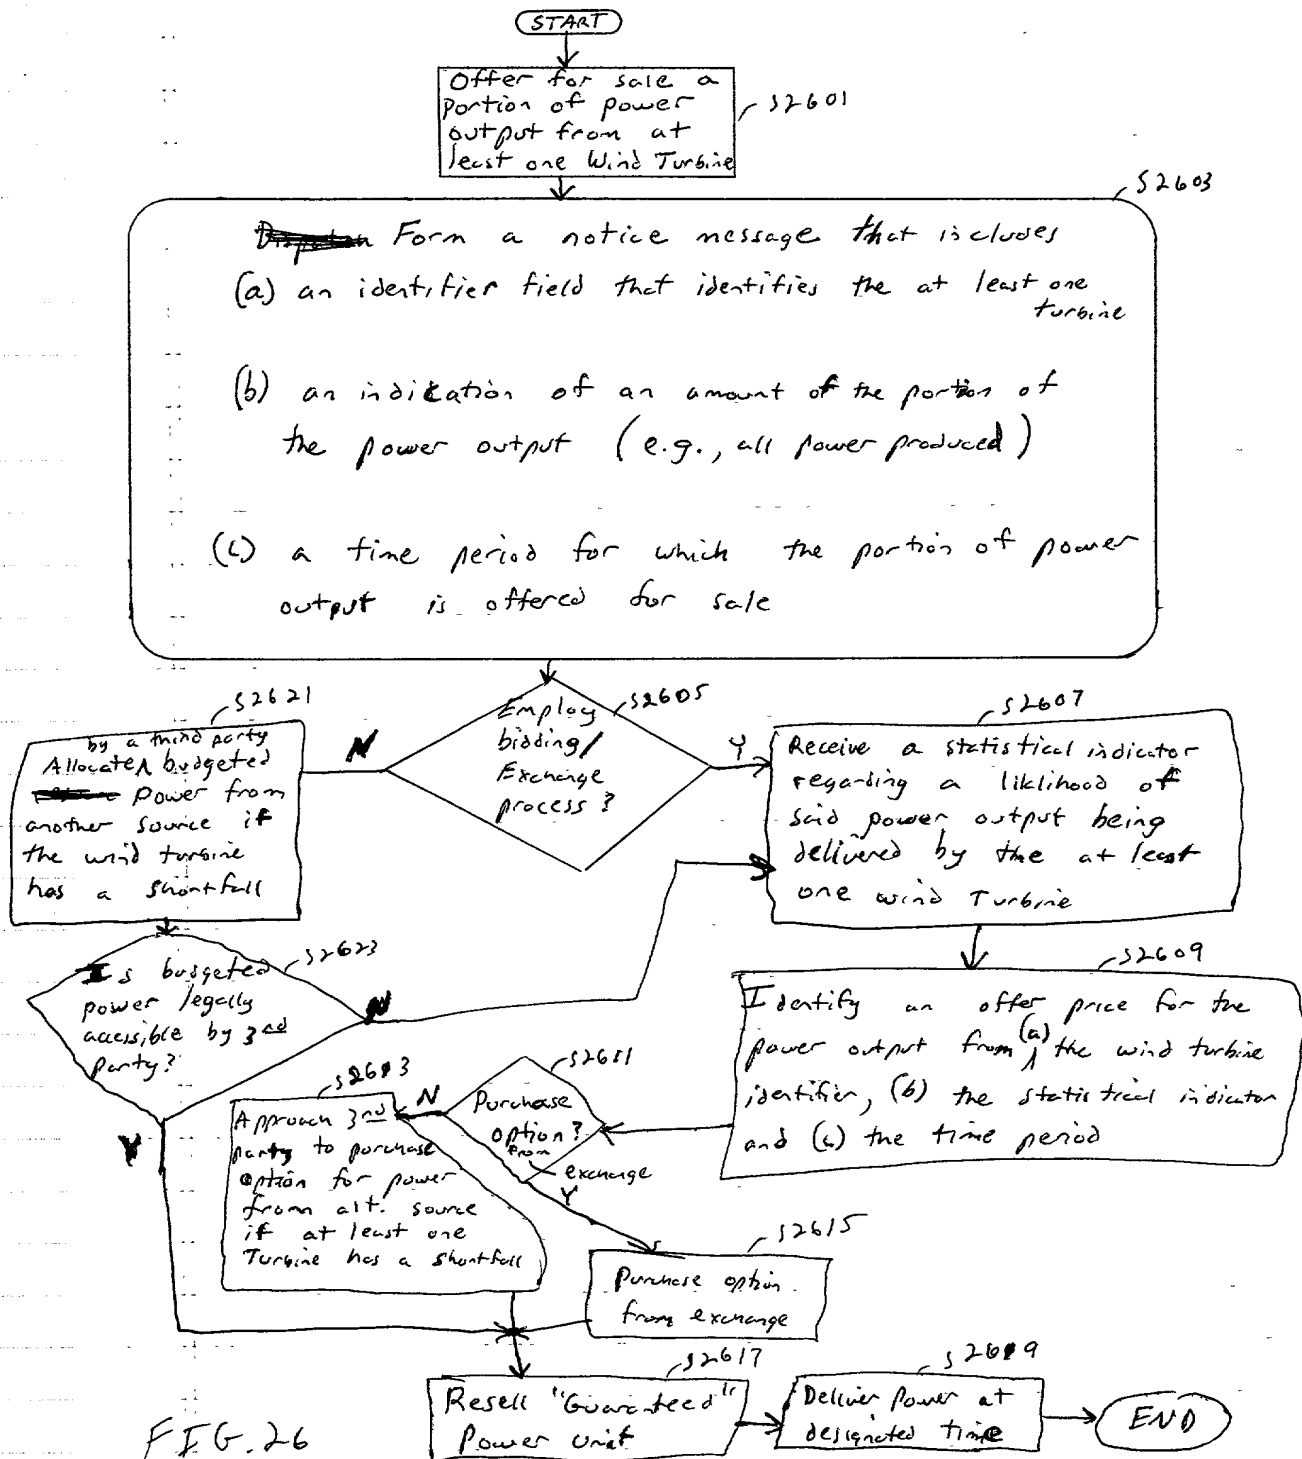 START
Offer for sale a
portion of power
output from at
least one Wind Turbine
S2601
S2603
Form a notice message that includes
(a) an identifier field that identifies the at least one
turbine
(b) an indication of an amount of the portion of
the power output (e.g., all power produced)
(c) a time period for which the portion of power
output is offered for sale
S2621
by a third party
Allocate budgeted
power from
another source if
the wind turbine
has a shortfall
N
Employ
bidding/
Exchange
process?
S2605
Y
S2607
Receive a statistical indicator
regarding a liklihood of
said power output being
delivered by the at least
one wind Turbine
S2623
Is budgeted
power legally
accessible by 3rd
party?
N
Y
S2609
Identify an offer price for the
power output from (a) the wind turbine
identifier, (b) the statistical indicator
and (c) the time period
S2611
Purchase
option?
from
exchange
N
Y
S2613
Approach 3rd
party to purchase
option for power
from alt. source
if at least one
Turbine has a shortfall
S2615
Purchase option
from exchange
S2617
Resell "Guaranteed"
Power unit
S2619
Deliver Power at
designated time
END
FIG. 26